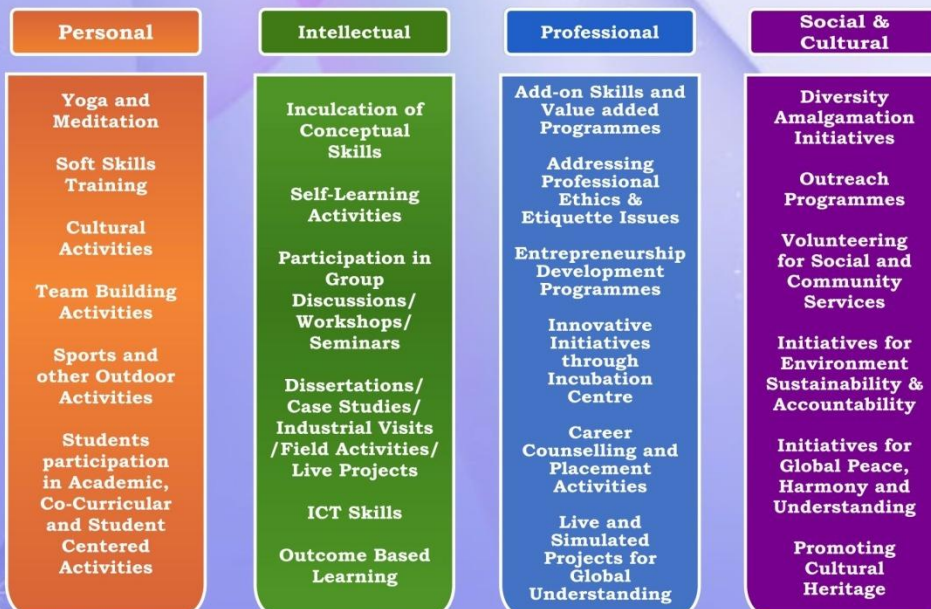 Personal
Yoga and
Meditation
Soft Skills
Training
Cultural
Activities
Team Building
Activities
Sports and
other Outdoor
Activities
Students
participation
in Academic,
Co-Curricular
and Student
Centered
Activities
Intellectual
Inculcation of
Conceptual
Skills
Self-Learning
Activities
Participation in
Group
Discussions/
Workshops/
Seminars
Dissertations/
Case Studies/
Industrial Visits
/Field Activities/
Live Projects
ICT Skills
Outcome Based
Learning
Professional
Add-on Skills and
Value added
Programmes
Addressing
Professional
Ethics &
Etiquette Issues
Entrepreneurship
Development
Programmes
Innovative
Initiatives
through
Incubation
Centre
Career
Counselling and
Placement
Activities
Live and
Simulated
Projects for
Global
Understanding
Social &
Cultural
Diversity
Amalgamation
Initiatives
Outreach
Programmes
Volunteering
for Social and
Community
Services
Initiatives for
Environment
Sustainability &
Accountability
Initiatives for
Global Peace,
Harmony and
Understanding
Promoting
Cultural
Heritage